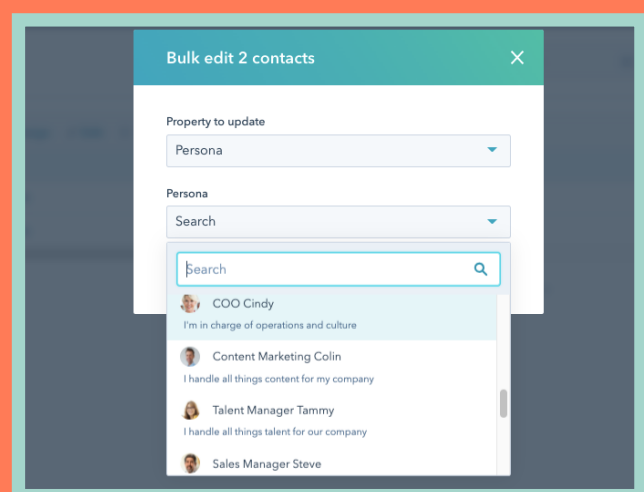 Bulk edit 2 contacts
Property to update
Persona
Persona
Search
Search
COO Cindy
I'm in charge of operations and culture
Content Marketing Colin
I handle all things content for my company
Talent Manager Tammy
I handle all things talent for our company
Sales Manager Steve